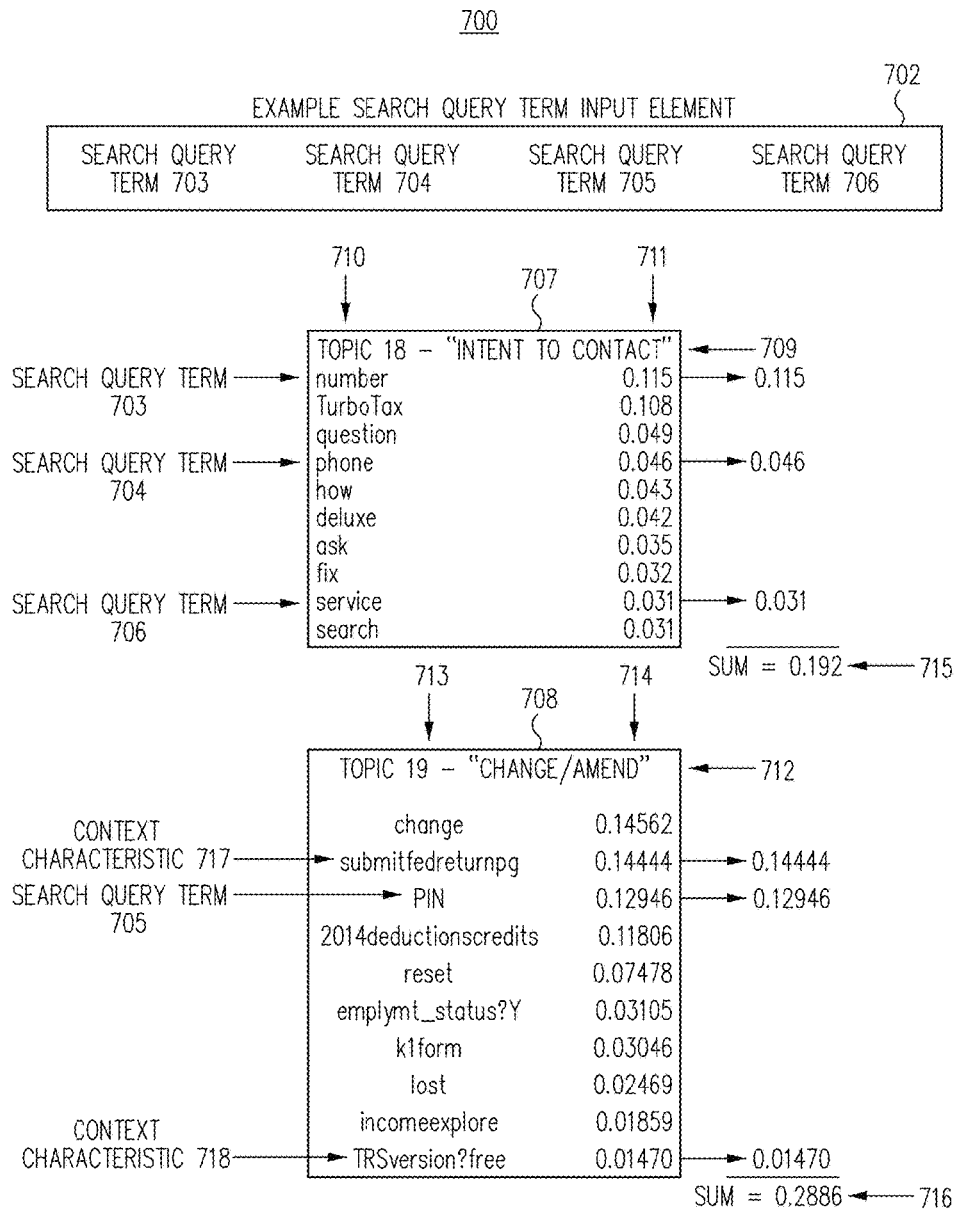 700
702
EXAMPLE SEARCH QUERY TERM INPUT ELEMENT
SEARCH QUERY TERM 703 SEARCH QUERY TERM 704 SEARCH QUERY TERM 705 SEARCH QUERY TERM 706
710 711
707
TOPIC 18 – "INTENT TO CONTACT" 709
SEARCH QUERY TERM 703 number 0.115 0.115
TurboTax 0.108
question 0.049
SEARCH QUERY TERM 704 phone 0.046 0.046
how 0.043
deluxe 0.042
ask 0.035
fix 0.032
SEARCH QUERY TERM 706 service 0.031 0.031
search 0.031
SUM = 0.192 715
713 714
708
TOPIC 19 – "CHANGE/AMEND" 712
change 0.14562
CONTEXT CHARACTERISTIC 717 submitfedreturnpg 0.14444 0.14444
SEARCH QUERY TERM 705 PIN 0.12946 0.12946
2014deductionscredits 0.11806
reset 0.07478
emplymt_status?Y 0.03105
k1form 0.03046
lost 0.02469
incomeexplore 0.01859
CONTEXT CHARACTERISTIC 718 TRSversion?free 0.01470 0.01470
SUM = 0.2886 716